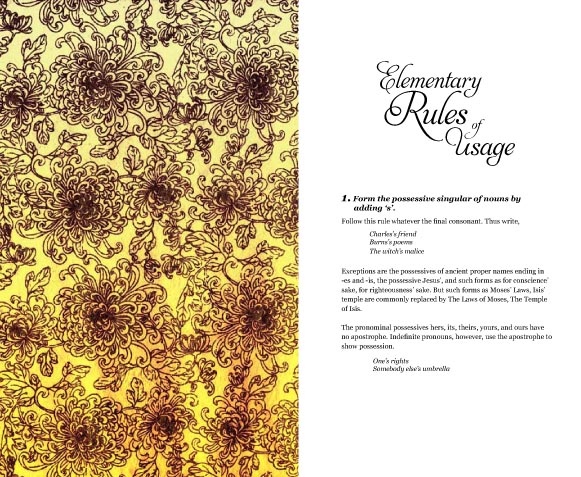 Elementary
Rules of
Usage
1. Form the possessive singular of nouns by
adding ‘s’.
Follow this rule whatever the final consonant. Thus write,
Charles’s friend
Burns’s poems
The witch’s malice
Exceptions are the possessives of ancient proper names ending in
-es and -is, the possessive Jesus’, and such forms as for conscience’
sake, for righteousness’ sake. But such forms as Moses’ Laws, Isis’
temple are commonly replaced by The Laws of Moses, The Temple
of Isis.
The pronominal possessives hers, its, theirs, yours, and ours have
no apostrophe. Indefinite pronouns, however, use the apostrophe to
show possession.
One’s rights
Somebody else’s umbrella